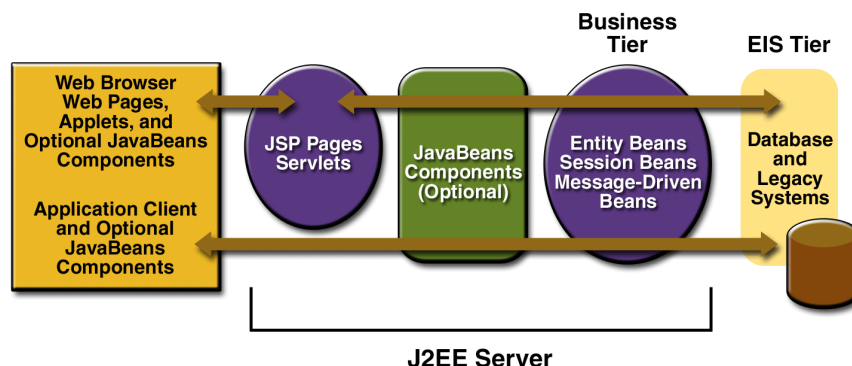 Business
Tier
EIS Tier
Web Browser
Web Pages,
Applets, and
Optional JavaBeans
Components
Application Client
and Optional
JavaBeans
Components
JSP Pages
Servlets
JavaBeans
Components
(Optional)
Entity Beans
Session Beans
Message-Driven
Beans
Database
and
Legacy
Systems
J2EE Server